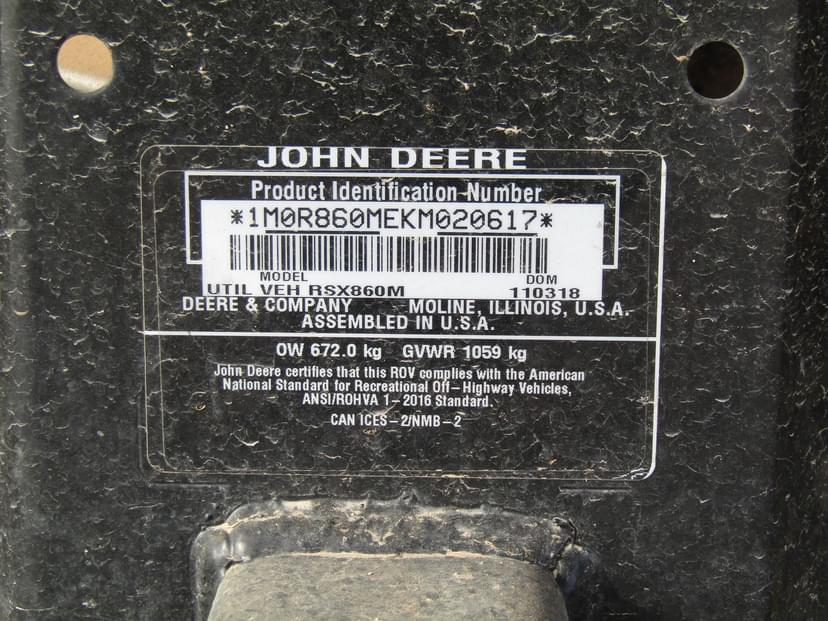 JOHN DEERE
Product Identification Number
*1M0R860MEKM020617*
MODEL DOM
UTIL VEH RSX860M 110318
DEERE & COMPANY MOLINE, ILLINOIS, U.S.A.
ASSEMBLED IN U.S.A.
OW 672.0 kg GVWR 1059 kg
John Deere certifies that this ROV complies with the American
National Standard for Recreational Off-Highway Vehicles,
ANSI/ROHVA 1-2016 Standard.
CAN ICES-2/NMB-2